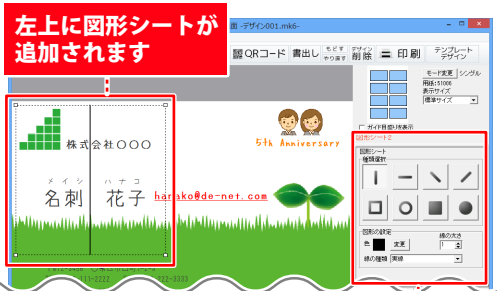 左上に図形シートが
追加されます
図 -デザイン001.mk6-
QRコード 書出し もどす やり直す デザイン 削除 印刷 テンプレート デザイン
モード変更 シングル
用紙:51006
表示サイズ
標準サイズ
ガイド目盛りを表示
図形シート2
図形シート
種類選択
図形の設定
線の太さ
色 変更 1
線の種類 実線
株式会社○○○
5th Anniversary
メイシ ハナコ
名刺 花子 hanako@de-net.com